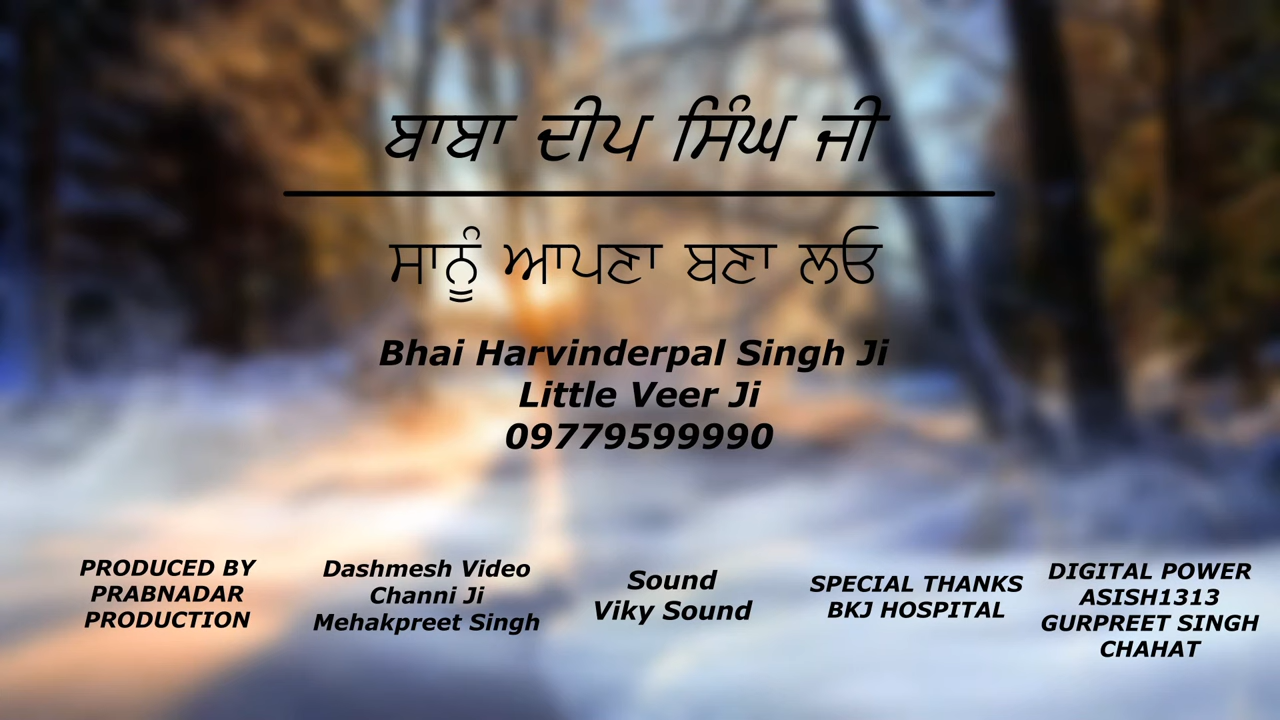 ਬਾਬਾ ਦੀਪ ਸਿੰਘ ਜੀ
ਸਾਨੂੰ ਆਪਣਾ ਬਣਾ ਲਓ
Bhai Harvinderpal Singh Ji
Little Veer Ji
09779599990
PRODUCED BY
PRABNADAR
PRODUCTION
Dashmesh Video
Channi Ji
Mehakpreet Singh
Sound
Viky Sound
SPECIAL THANKS
BKJ HOSPITAL
DIGITAL POWER
ASISH1313
GURPREET SINGH
CHAHAT